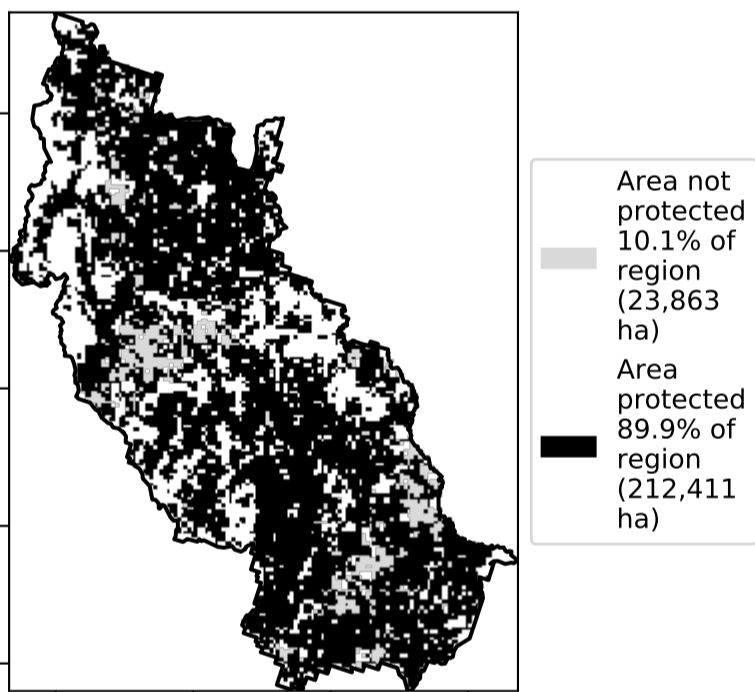 Area not
protected
10.1% of
region
(23,863
ha)
Area
protected
89.9% of
region
(212,411
ha)